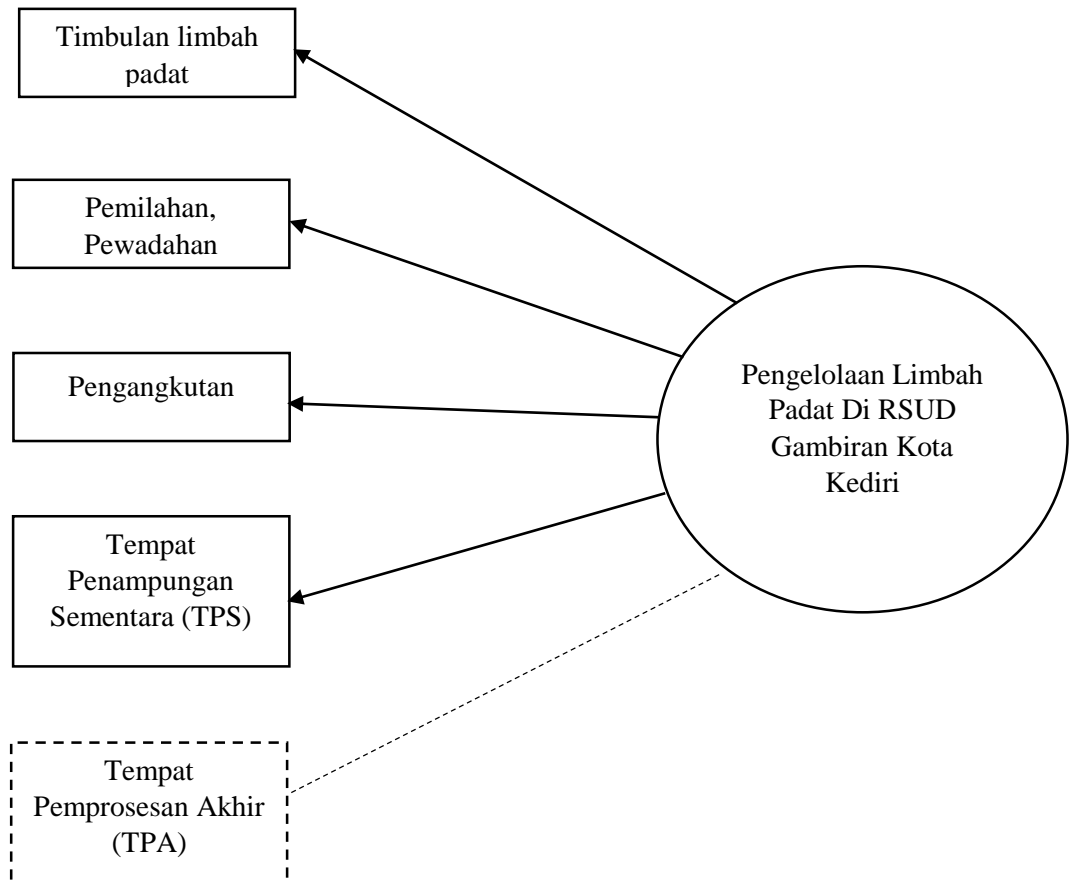 Timbulan limbah
padat
Pemilahan,
Pewadahan
Pengangkutan
Tempat
Penampungan
Sementara (TPS)
Tempat
Pemprosesan Akhir
(TPA)
Pengelolaan Limbah
Padat Di RSUD
Gambiran Kota
Kediri